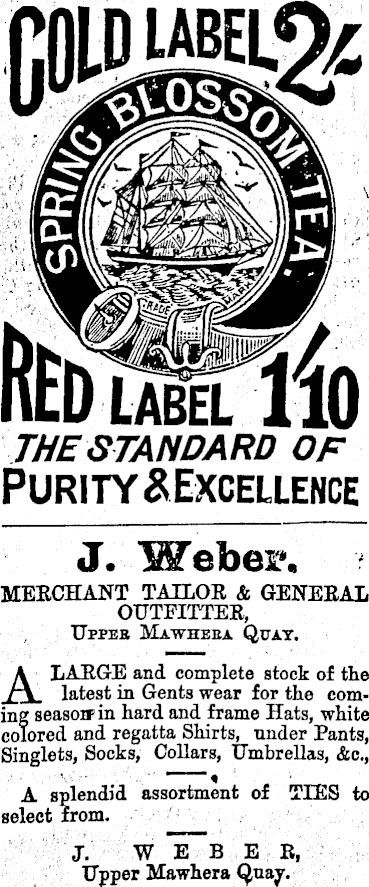 GOLD LABEL 2/-
SPRING BLOSSOM TEA.
TRADE MARK
RED LABEL 1/10
THE STANDARD OF
PURITY & EXCELLENCE
J. Weber.
MERCHANT TAILOR & GENERAL
OUTFITTER,
UPPER MAWHERA QUAY.
A LARGE and complete stock of the
latest in Gents wear for the com-
ing season in hard and frame Hats, white
colored and regatta Shirts, under Pants,
Singlets, Socks, Collars, Umbrellas, &c.,
A splendid assortment of TIES to
select from.
J. WEBER,
Upper Mawhera Quay.